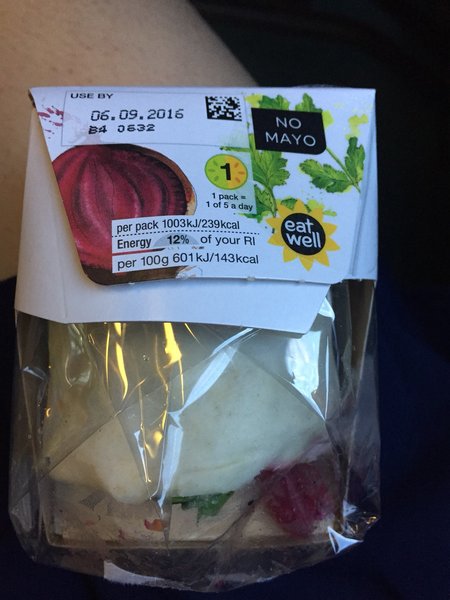 USE BY
06.09.2016
B4 0632
NO
MAYO
1
1 pack =
1 of 5 a day
eat
well
per pack 1003kJ/239kcal
Energy 12% of your RI
per 100g 601kJ/143kcal